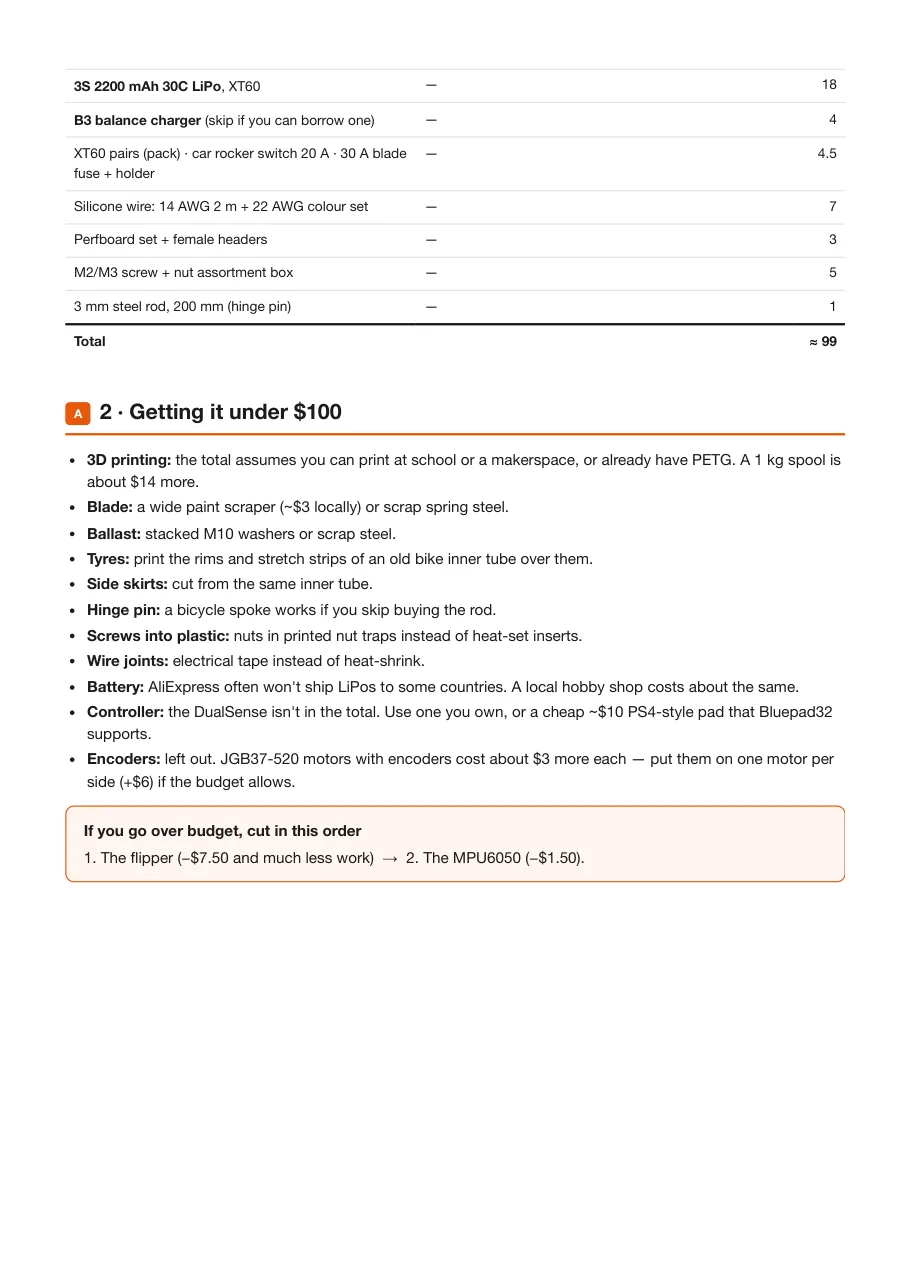 3S 2200 mAh 30C LiPo, XT60 — 18
B3 balance charger (skip if you can borrow one) — 4
XT60 pairs (pack) · car rocker switch 20 A · 30 A blade — 4.5
fuse + holder
Silicone wire: 14 AWG 2 m + 22 AWG colour set — 7
Perfboard set + female headers — 3
M2/M3 screw + nut assortment box — 5
3 mm steel rod, 200 mm (hinge pin) — 1
Total ≈ 99
A 2 · Getting it under $100
• 3D printing: the total assumes you can print at school or a makerspace, or already have PETG. A 1 kg spool is
about $14 more.
• Blade: a wide paint scraper (~$3 locally) or scrap spring steel.
• Ballast: stacked M10 washers or scrap steel.
• Tyres: print the rims and stretch strips of an old bike inner tube over them.
• Side skirts: cut from the same inner tube.
• Hinge pin: a bicycle spoke works if you skip buying the rod.
• Screws into plastic: nuts in printed nut traps instead of heat-set inserts.
• Wire joints: electrical tape instead of heat-shrink.
• Battery: AliExpress often won't ship LiPos to some countries. A local hobby shop costs about the same.
• Controller: the DualSense isn't in the total. Use one you own, or a cheap ~$10 PS4-style pad that Bluepad32
supports.
• Encoders: left out. JGB37-520 motors with encoders cost about $3 more each — put them on one motor per
side (+$6) if the budget allows.
If you go over budget, cut in this order
1. The flipper (−$7.50 and much less work) → 2. The MPU6050 (−$1.50).